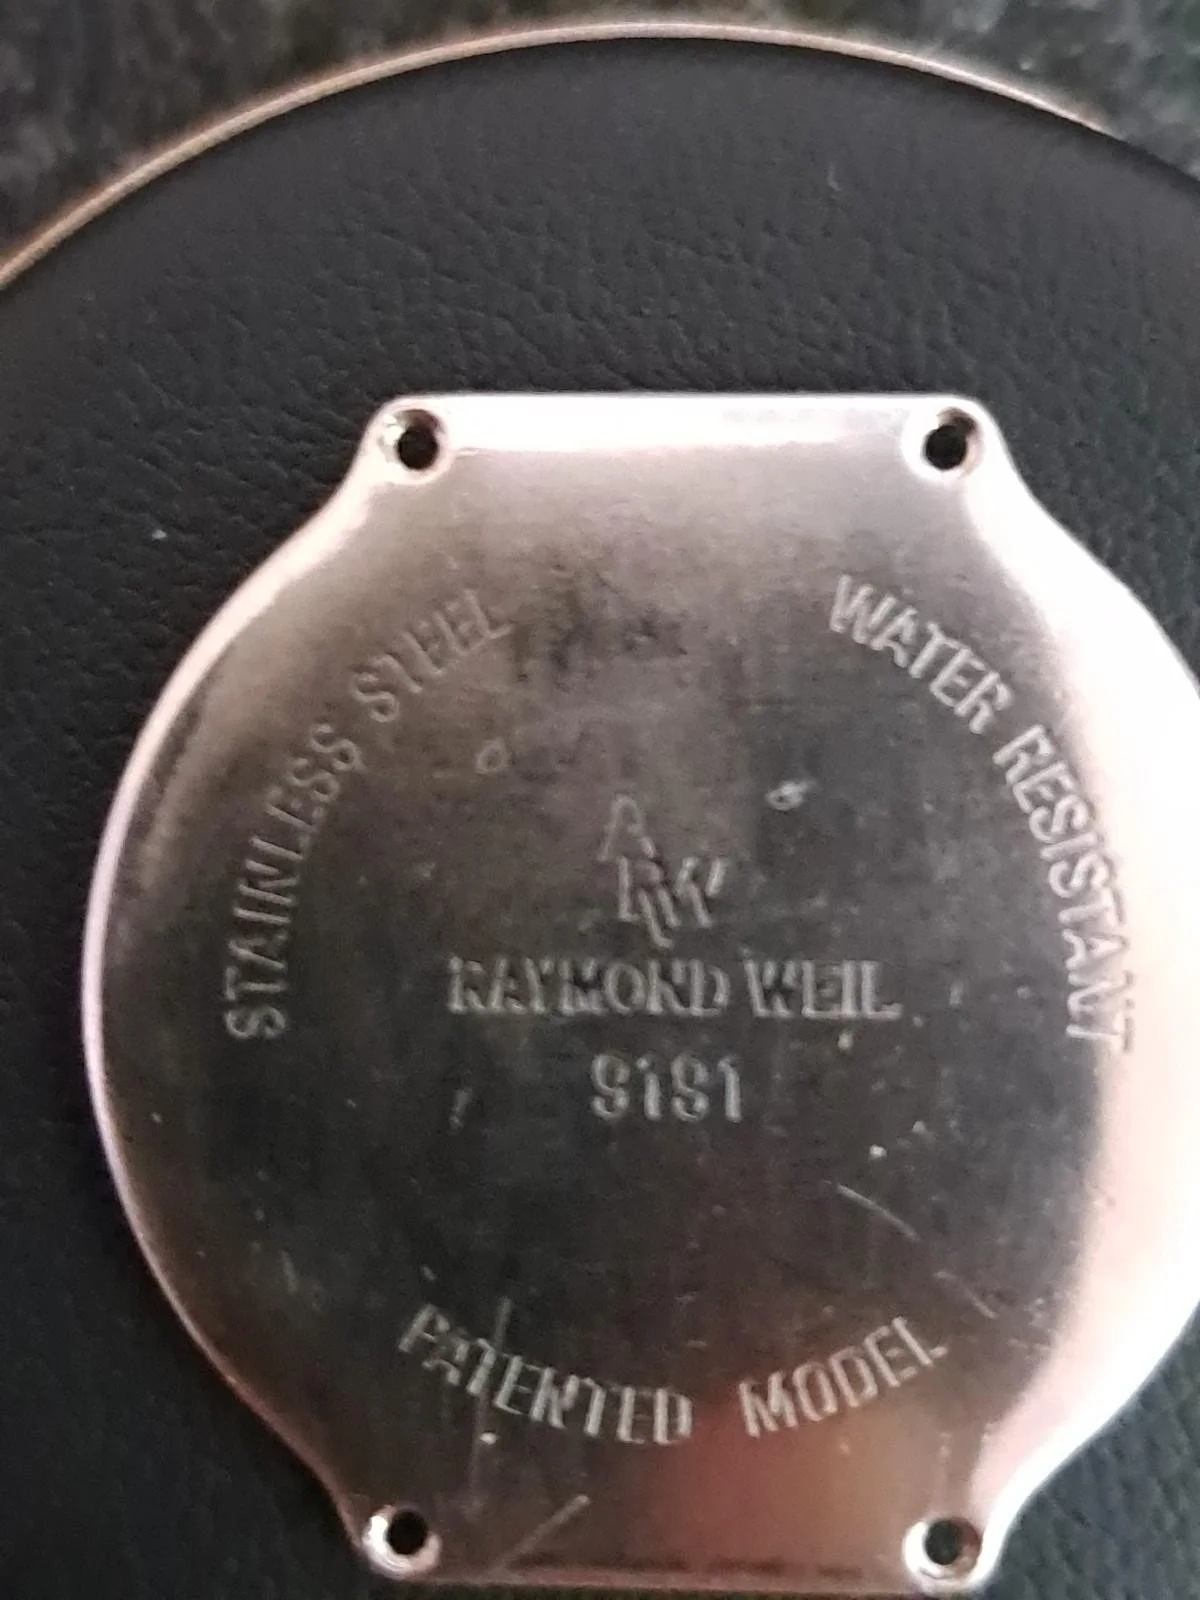 STAINLESS STEEL
WATER RESISTANT
RW
RAYMOND WEIL
9191
PATENTED MODEL